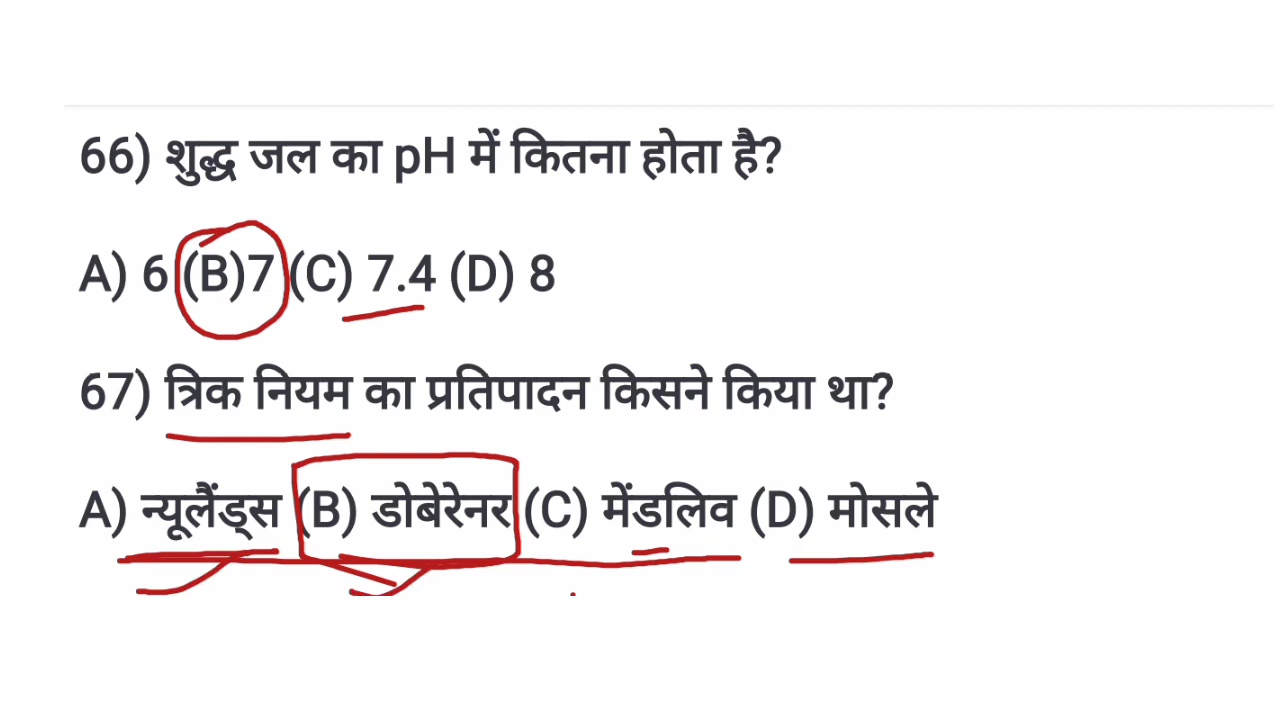 66) शुद्ध जल का pH में कितना होता है?
A) 6 (B)7 (C) 7.4 (D) 8
67) त्रिक नियम का प्रतिपादन किसने किया था?
A) न्यूलैंड्स (B) डोबेरेनर (C) मेंडलिव (D) मोसले